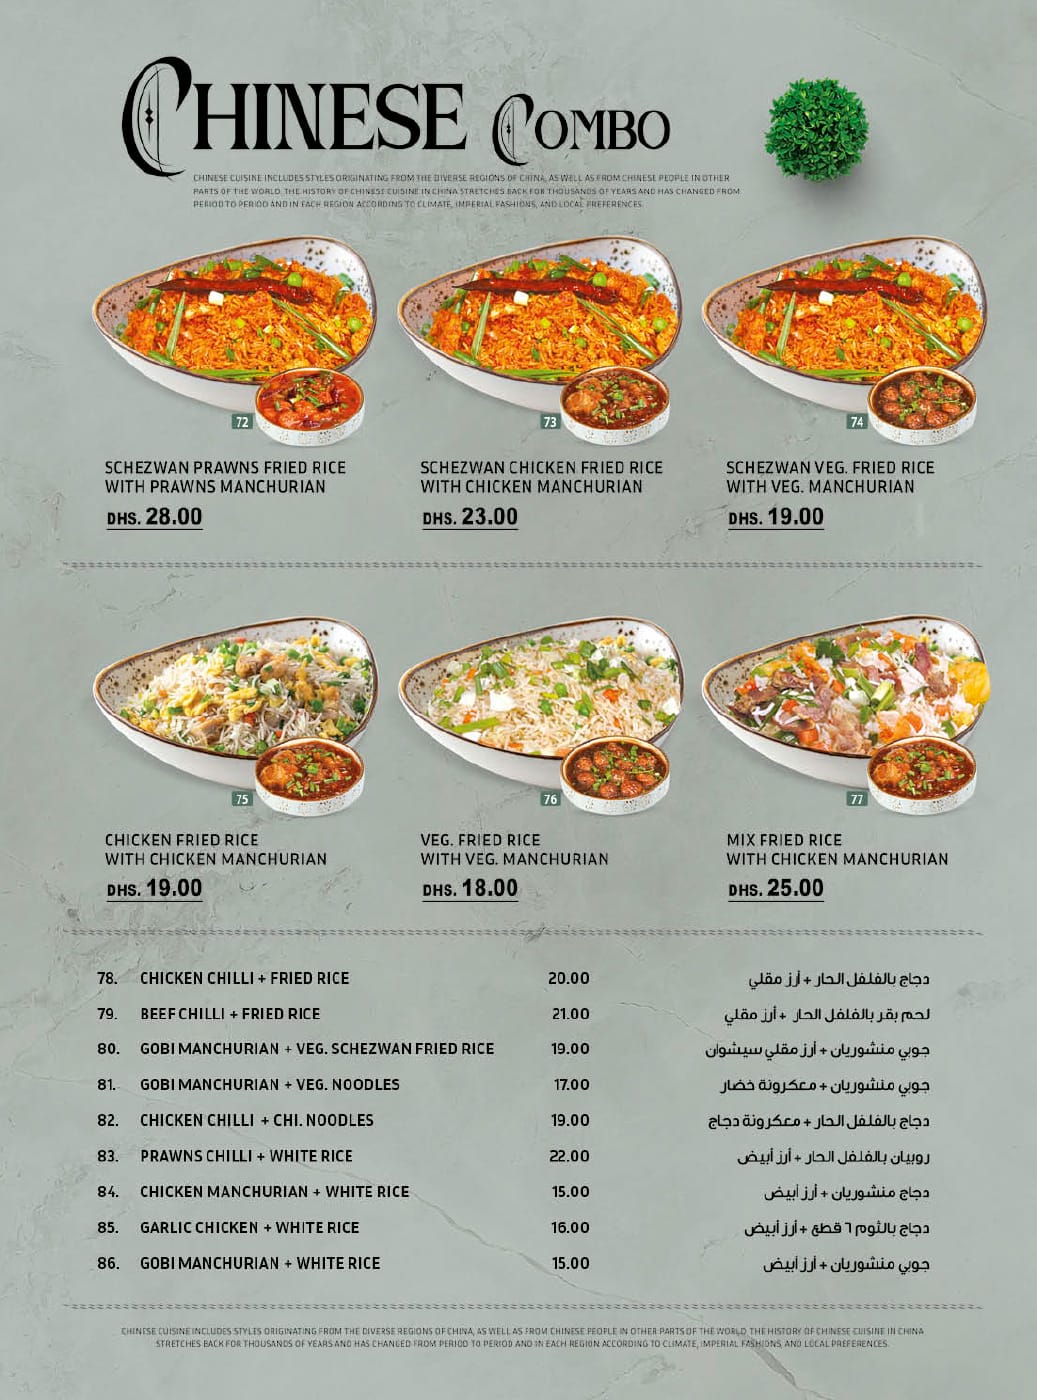 CHINESE COMBO
CHINESE CUISINE INCLUDES STYLES ORIGINATING FROM THE DIVERSE REGIONS OF CHINA, AS WELL AS FROM CHINESE PEOPLE IN OTHER
PARTS OF THE WORLD. THE HISTORY OF CHINESE CUISINE IN CHINA STRETCHES BACK FOR THOUSANDS OF YEARS AND HAS CHANGED FROM
PERIOD TO PERIOD AND IN EACH REGION ACCORDING TO CLIMATE, IMPERIAL FASHIONS, AND LOCAL PREFERENCES.
72
SCHEZWAN PRAWNS FRIED RICE
WITH PRAWNS MANCHURIAN
DHS. 28.00
73
SCHEZWAN CHICKEN FRIED RICE
WITH CHICKEN MANCHURIAN
DHS. 23.00
74
SCHEZWAN VEG. FRIED RICE
WITH VEG. MANCHURIAN
DHS. 19.00
75
CHICKEN FRIED RICE
WITH CHICKEN MANCHURIAN
DHS. 19.00
76
VEG. FRIED RICE
WITH VEG. MANCHURIAN
DHS. 18.00
77
MIX FRIED RICE
WITH CHICKEN MANCHURIAN
DHS. 25.00
78. CHICKEN CHILLI + FRIED RICE 20.00 دجاج بالفلفل الحار + أرز مقلي
79. BEEF CHILLI + FRIED RICE 21.00 لحم بقر بالفلفل الحار + أرز مقلي
80. GOBI MANCHURIAN + VEG. SCHEZWAN FRIED RICE 19.00 جوبي منشوريان + أرز مقلي سيشوان
81. GOBI MANCHURIAN + VEG. NOODLES 17.00 جوبي منشوريان + معكرونة خضار
82. CHICKEN CHILLI + CHI. NOODLES 19.00 دجاج بالفلفل الحار + معكرونة دجاج
83. PRAWNS CHILLI + WHITE RICE 22.00 روبيان بالفلفل الحار + أرز أبيض
84. CHICKEN MANCHURIAN + WHITE RICE 15.00 دجاج منشوريان + أرز أبيض
85. GARLIC CHICKEN + WHITE RICE 16.00 دجاج بالثوم ٦ قطع + أرز أبيض
86. GOBI MANCHURIAN + WHITE RICE 15.00 جوبي منشوريان + أرز أبيض
CHINESE CUISINE INCLUDES STYLES ORIGINATING FROM THE DIVERSE REGIONS OF CHINA, AS WELL AS FROM CHINESE PEOPLE IN OTHER PARTS OF THE WORLD. THE HISTORY OF CHINESE CUISINE IN CHINA
STRETCHES BACK FOR THOUSANDS OF YEARS AND HAS CHANGED FROM PERIOD TO PERIOD AND IN EACH REGION ACCORDING TO CLIMATE, IMPERIAL FASHIONS, AND LOCAL PREFERENCES.